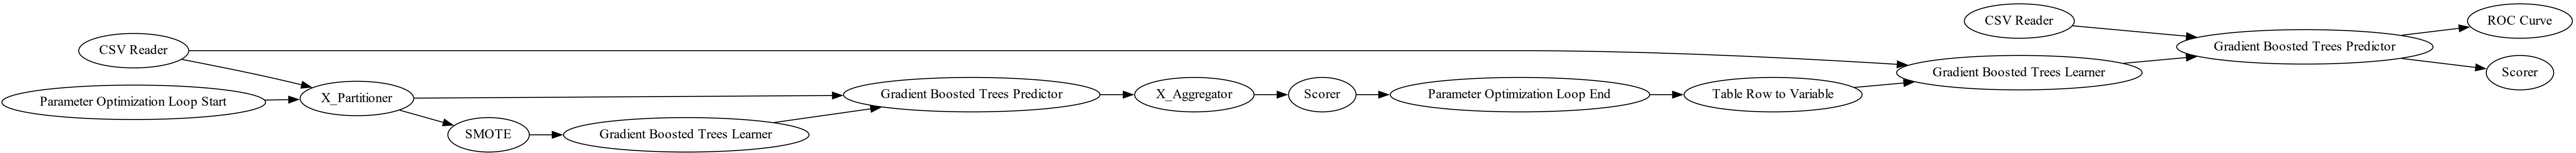 CSV Reader
Parameter Optimization Loop Start
X_Partitioner
SMOTE
Gradient Boosted Trees Learner
Gradient Boosted Trees Predictor
X_Aggregator
Scorer
Parameter Optimization Loop End
Table Row to Variable
CSV Reader
Gradient Boosted Trees Learner
Gradient Boosted Trees Predictor
ROC Curve
Scorer